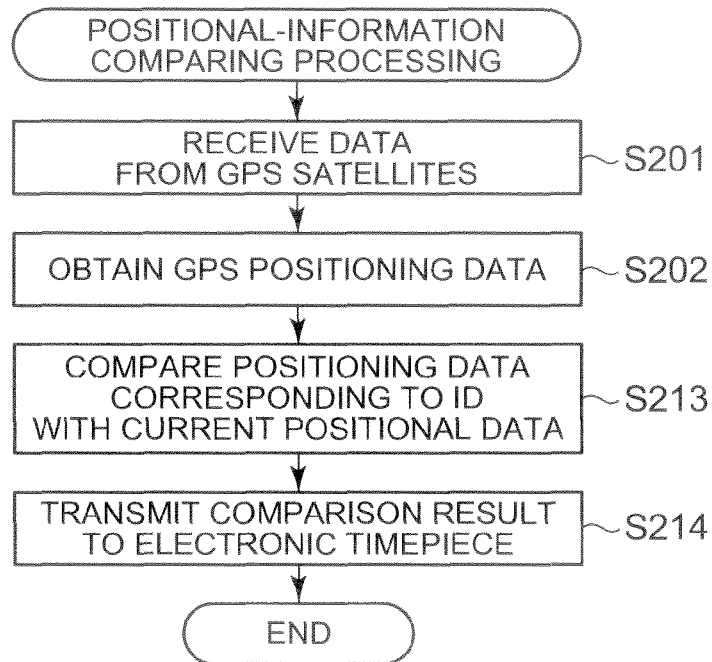 POSITIONAL-INFORMATION
COMPARING PROCESSING
RECEIVE DATA
FROM GPS SATELLITES
S201
OBTAIN GPS POSITIONING DATA
S202
COMPARE POSITIONING DATA
CORRESPONDING TO ID
WITH CURRENT POSITIONAL DATA
S213
TRANSMIT COMPARISON RESULT
TO ELECTRONIC TIMEPIECE
S214
END